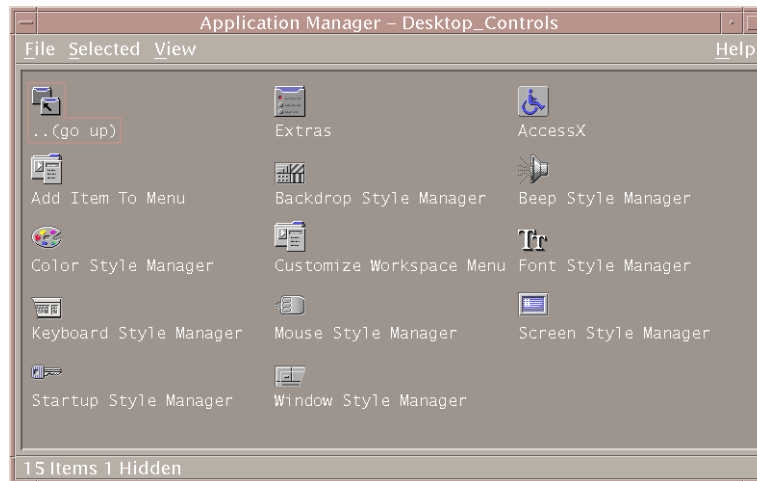 Application Manager – Desktop_Controls
File Selected View Help
..(go up) Extras AccessX
Add Item To Menu Backdrop Style Manager Beep Style Manager
Color Style Manager Customize Workspace Menu Font Style Manager
Keyboard Style Manager Mouse Style Manager Screen Style Manager
Startup Style Manager Window Style Manager
15 Items 1 Hidden